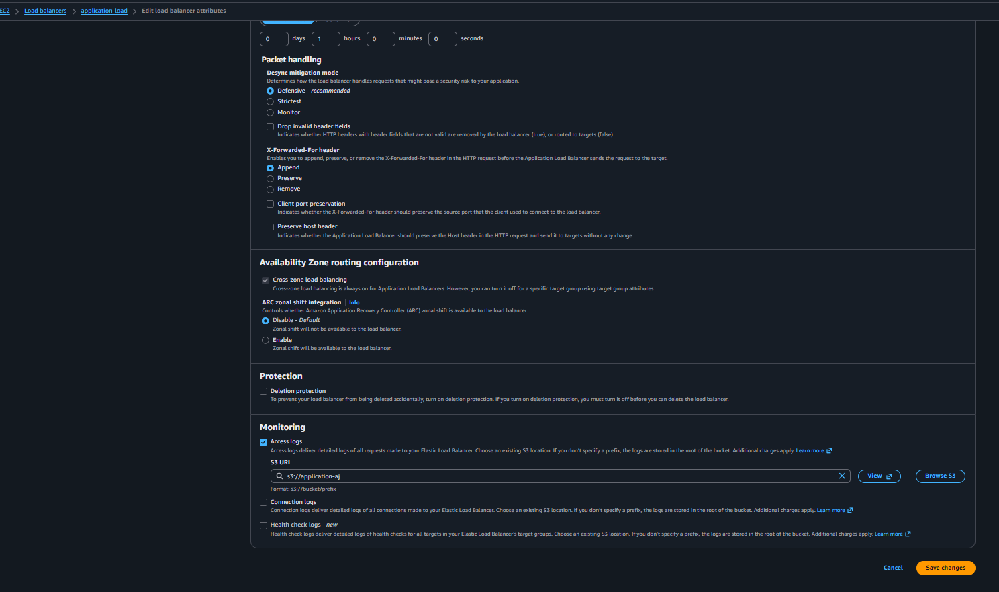 EC2 > Load balancers > application-load > Edit load balancer attributes
0 days 1 hours 0 minutes 0 seconds
Packet handling
Desync mitigation mode
Determines how the load balancer handles requests that might pose a security risk to your application.
Defensive - recommended
Strictest
Monitor
Drop invalid header fields
Indicates whether HTTP headers with header fields that are not valid are removed by the load balancer (true), or routed to targets (false).
X-Forwarded-For header
Enables you to append, preserve, or remove the X-Forwarded-For header in the HTTP request before the Application Load Balancer sends the request to the target.
Append
Preserve
Remove
Client port preservation
Indicates whether the X-Forwarded-For header should preserve the source port that the client used to connect to the load balancer.
Preserve host header
Indicates whether the Application Load Balancer should preserve the Host header in the HTTP request and send it to targets without any change.
Availability Zone routing configuration
Cross-zone load balancing
Cross-zone load balancing is always on for Application Load Balancers. However, you can turn it off for a specific target group using target group attributes.
ARC zonal shift integration | Info
Controls whether Amazon Application Recovery Controller (ARC) zonal shift is available to the load balancer.
Disable - Default
Zonal shift will not be available to the load balancer.
Enable
Zonal shift will be available to the load balancer.
Protection
Deletion protection
To prevent your load balancer from being deleted accidentally, turn on deletion protection. If you turn on deletion protection, you must turn it off before you can delete the load balancer.
Monitoring
Access logs
Access logs deliver detailed logs of all requests made to your Elastic Load Balancer. Choose an existing S3 location. If you don't specify a prefix, the logs are stored in the root of the bucket. Additional charges apply. Learn more
S3 URI
s3://application-aj View Browse S3
Format: s3://bucket/prefix
Connection logs
Connection logs deliver detailed logs of all connections made to your Elastic Load Balancer. Choose an existing S3 location. If you don't specify a prefix, the logs are stored in the root of the bucket. Additional charges apply. Learn more
Health check logs - new
Health check logs deliver detailed logs of health checks for all targets in your Elastic Load Balancer's target groups. Choose an existing S3 location. If you don't specify a prefix, the logs are stored in the root of the bucket. Additional charges apply. Learn more
Cancel Save changes